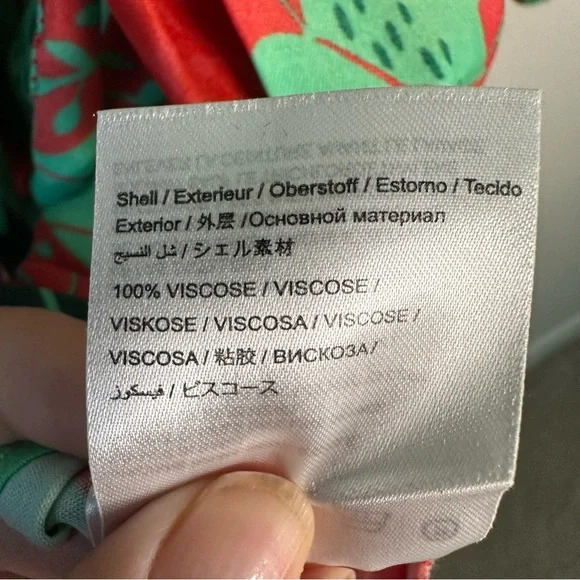 Shell / Exterieur / Oberstoff / Estorno / Tecido
Exterior / 外层 /Основной материал
شل النسيج / シェル素材
100% VISCOSE / VISCOSE /
VISKOSE / VISCOSA / VISCOSE /
VISCOSA / 粘胶 / ВИСКОЗА/
فيسكوز / ビスコース